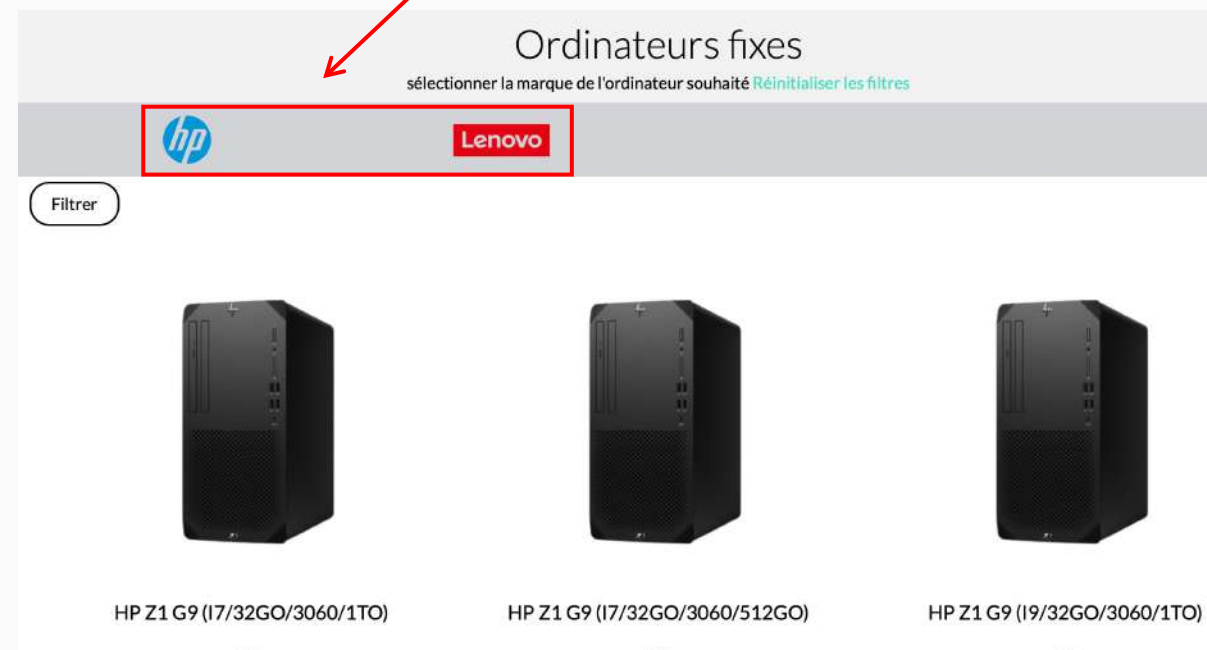 Ordinateurs fixes
sélectionner la marque de l'ordinateur souhaité Réinitialiser les filtres
hp Lenovo
Filtrer
HP Z1 G9 (I7/32GO/3060/1TO) HP Z1 G9 (I7/32GO/3060/512GO) HP Z1 G9 (I9/32GO/3060/1TO)